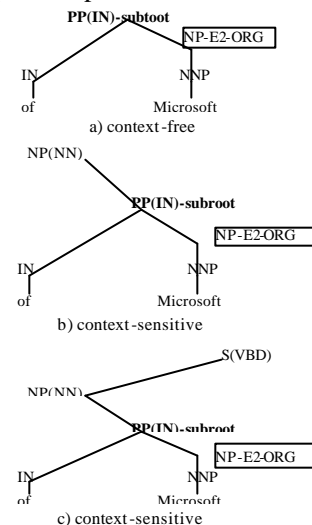 PP(IN)-subtoot
NP-E2-ORG
IN NNP
of Microsoft
a) context-free
NP(NN)
PP(IN)-subroot
NP-E2-ORG
IN NNP
of Microsoft
b) context-sensitive
S(VBD)
NP(NN)
PP(IN)-subroot
NP-E2-ORG
IN NNP
of Microsoft
c) context-sensitive